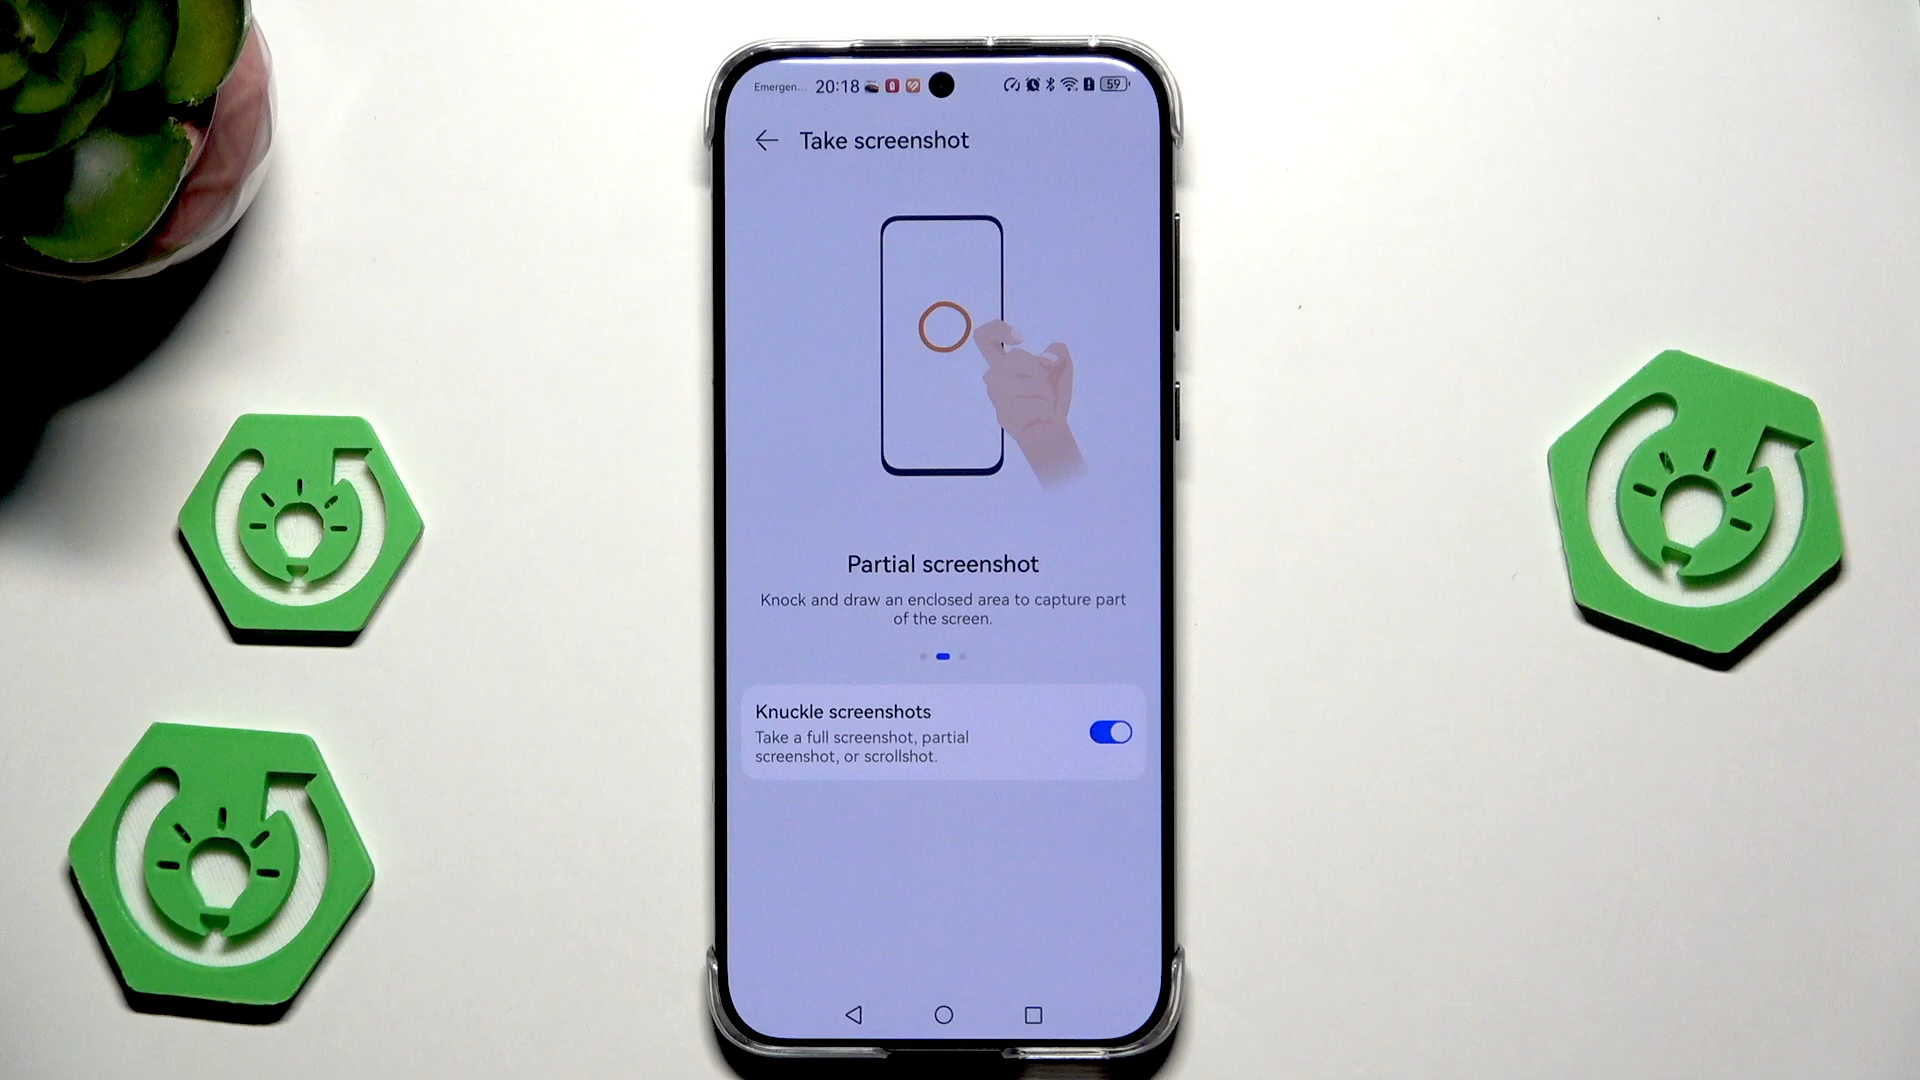 Emergen... 20:18 59
Take screenshot
Partial screenshot
Knock and draw an enclosed area to capture part
of the screen.
Knuckle screenshots
Take a full screenshot, partial
screenshot, or scrollshot.